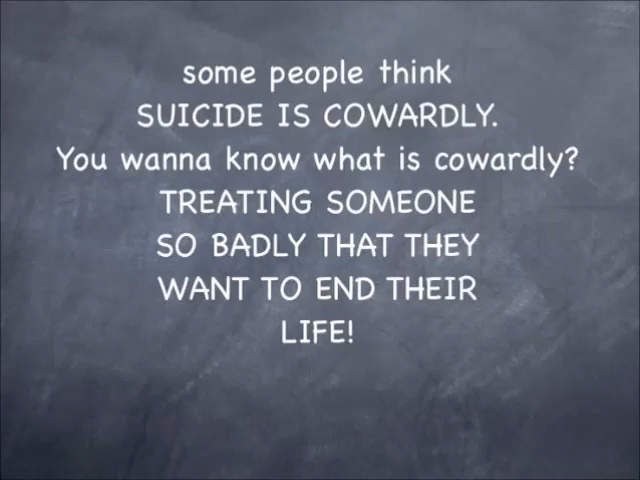 some people think
SUICIDE IS COWARDLY.
You wanna know what is cowardly?
TREATING SOMEONE
SO BADLY THAT THEY
WANT TO END THEIR
LIFE!